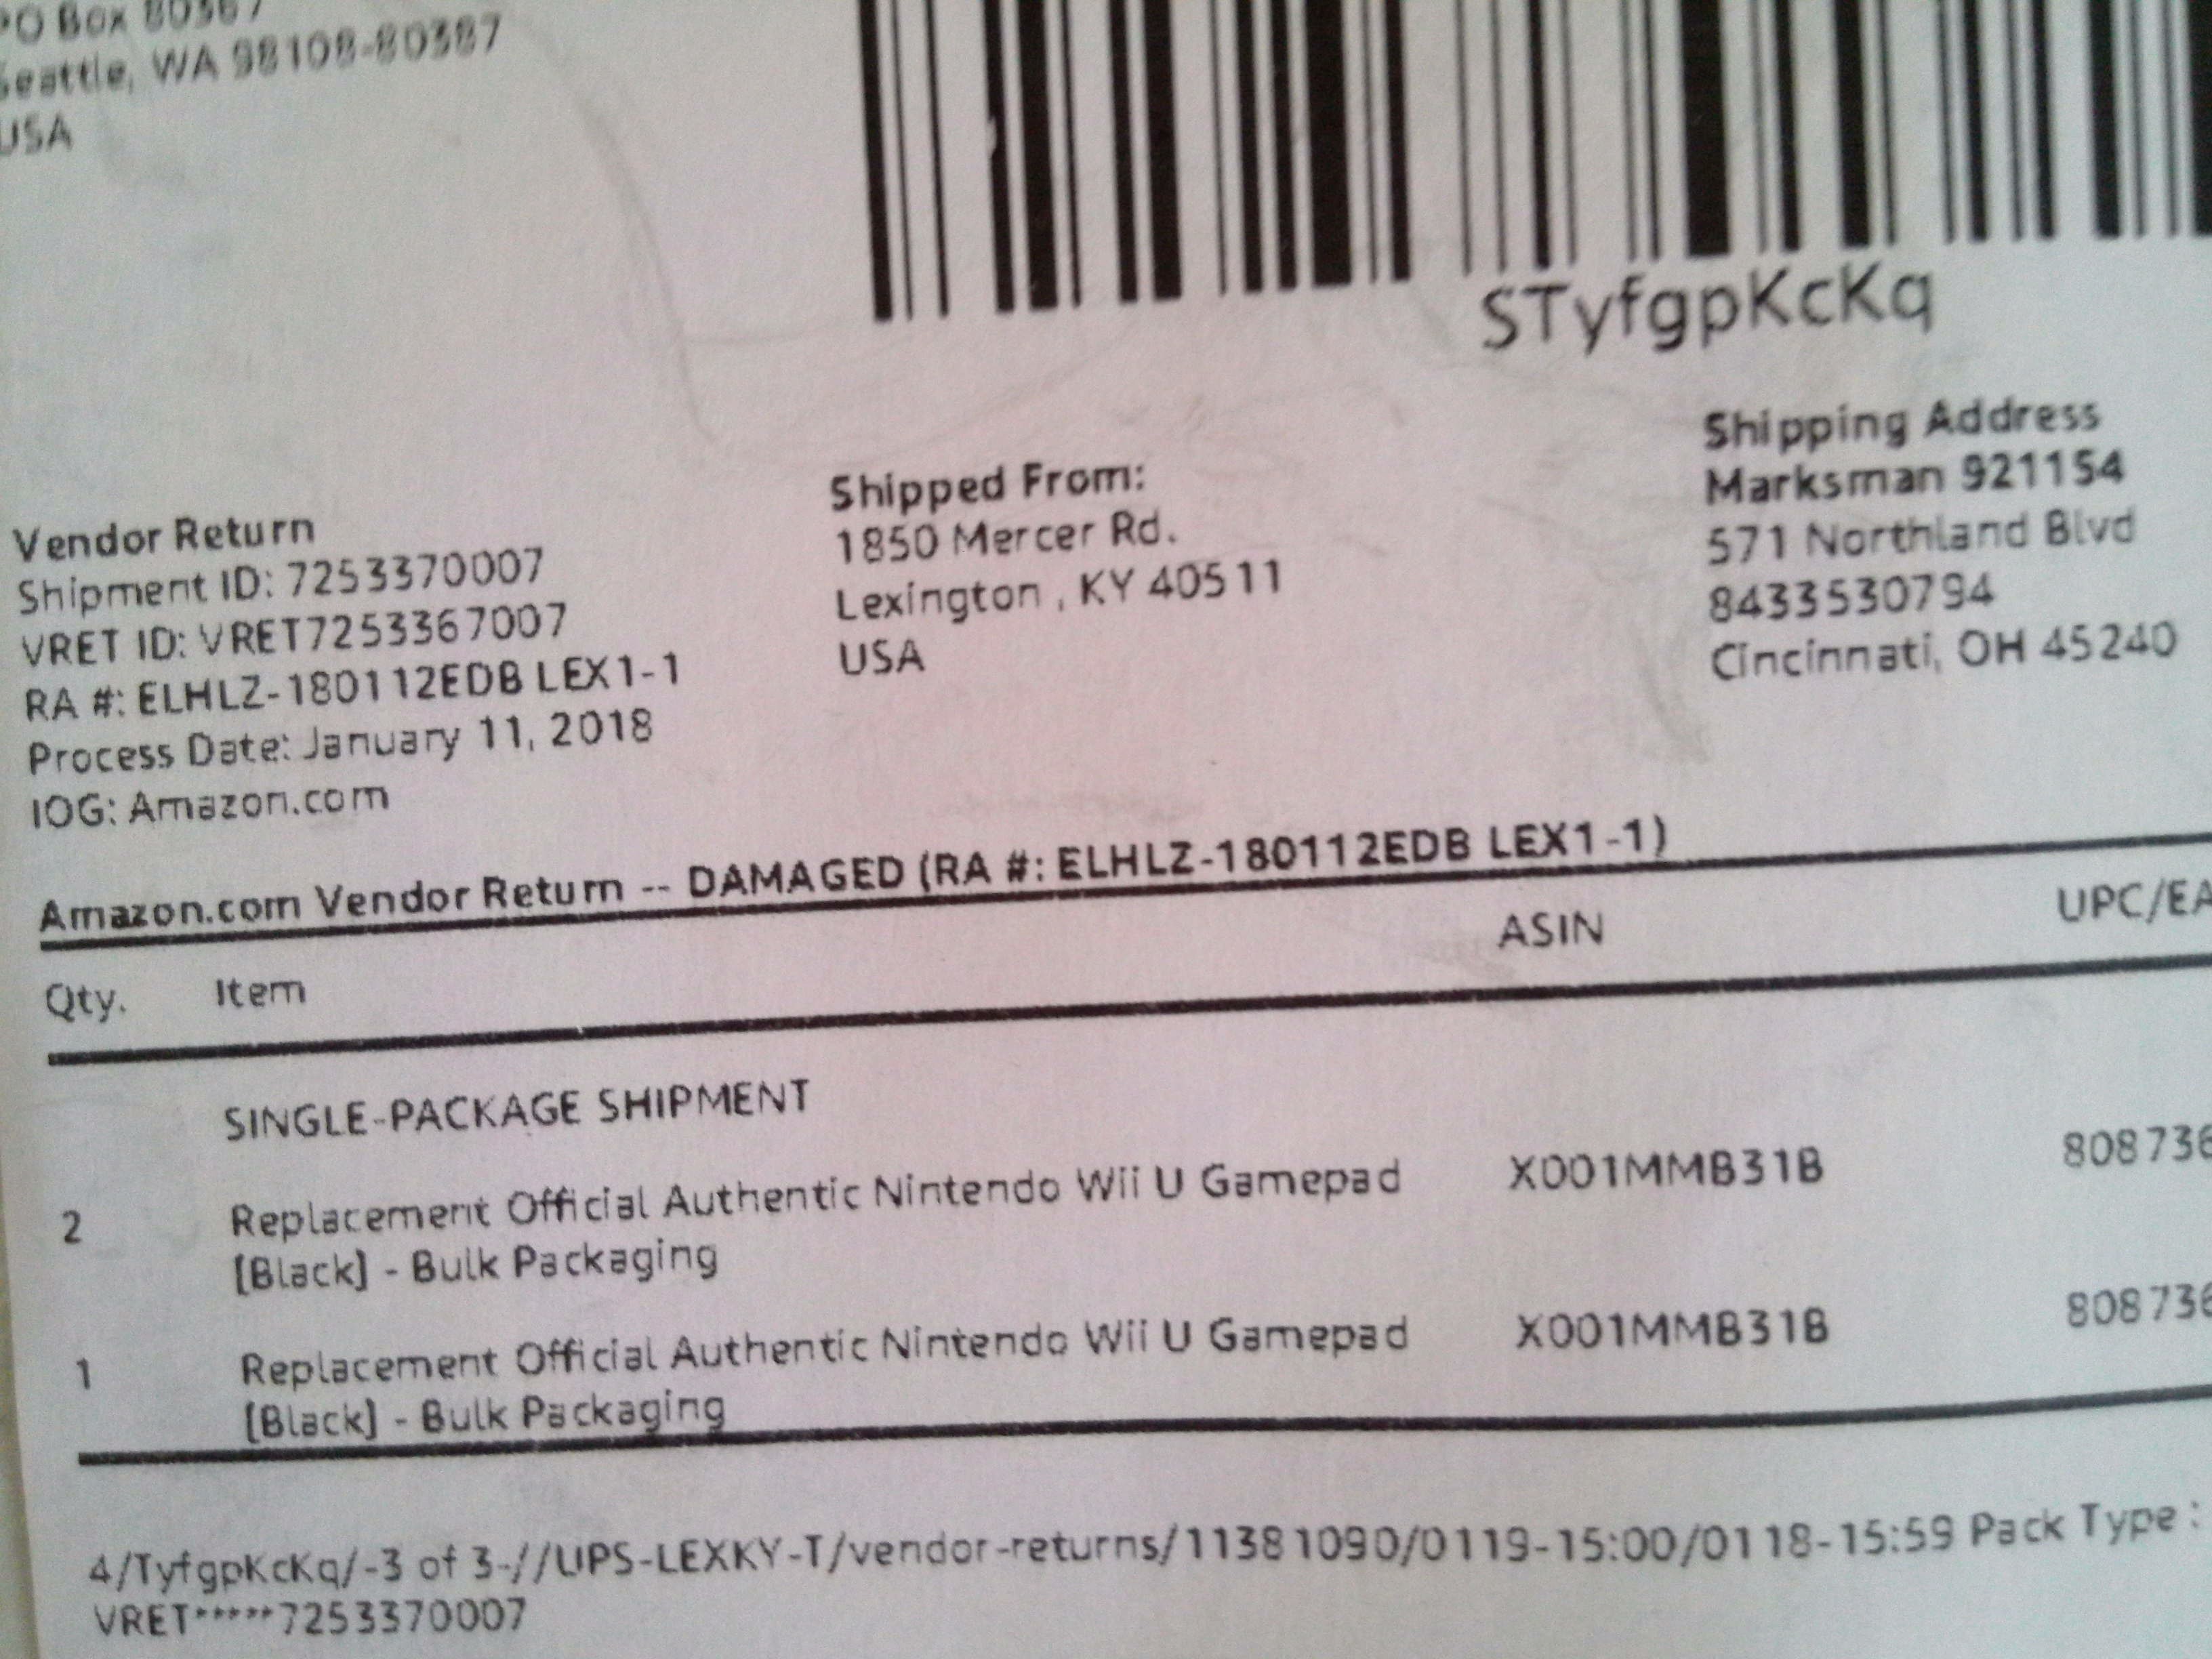 PO Box 80387
Seattle, WA 98108-80387
USA
STyfgpKcKq
Vendor Return
Shipment ID: 7253370007
VRET ID: VRET7253367007
RA #: ELHLZ-180112EDB LEX1-1
Process Date: January 11, 2018
IOG: Amazon.com
Shipped From:
1850 Mercer Rd.
Lexington , KY 40511
USA
Shipping Address
Marksman 921154
571 Northland Blvd
8433530794
Cincinnati, OH 45240
Amazon.com Vendor Return -- DAMAGED (RA #: ELHLZ-180112EDB LEX1-1)
Qty. Item ASIN UPC/EA
SINGLE-PACKAGE SHIPMENT
2 Replacement Official Authentic Nintendo Wii U Gamepad X001MMB31B 808736
[Black] - Bulk Packaging
1 Replacement Official Authentic Nintendo Wii U Gamepad X001MMB31B 808736
[Black] - Bulk Packaging
4/TyfgpKcKq/-3 of 3-//UPS-LEXKY-T/vendor-returns/11381090/0119-15:00/0118-15:59 Pack Type :
VRET*****7253370007